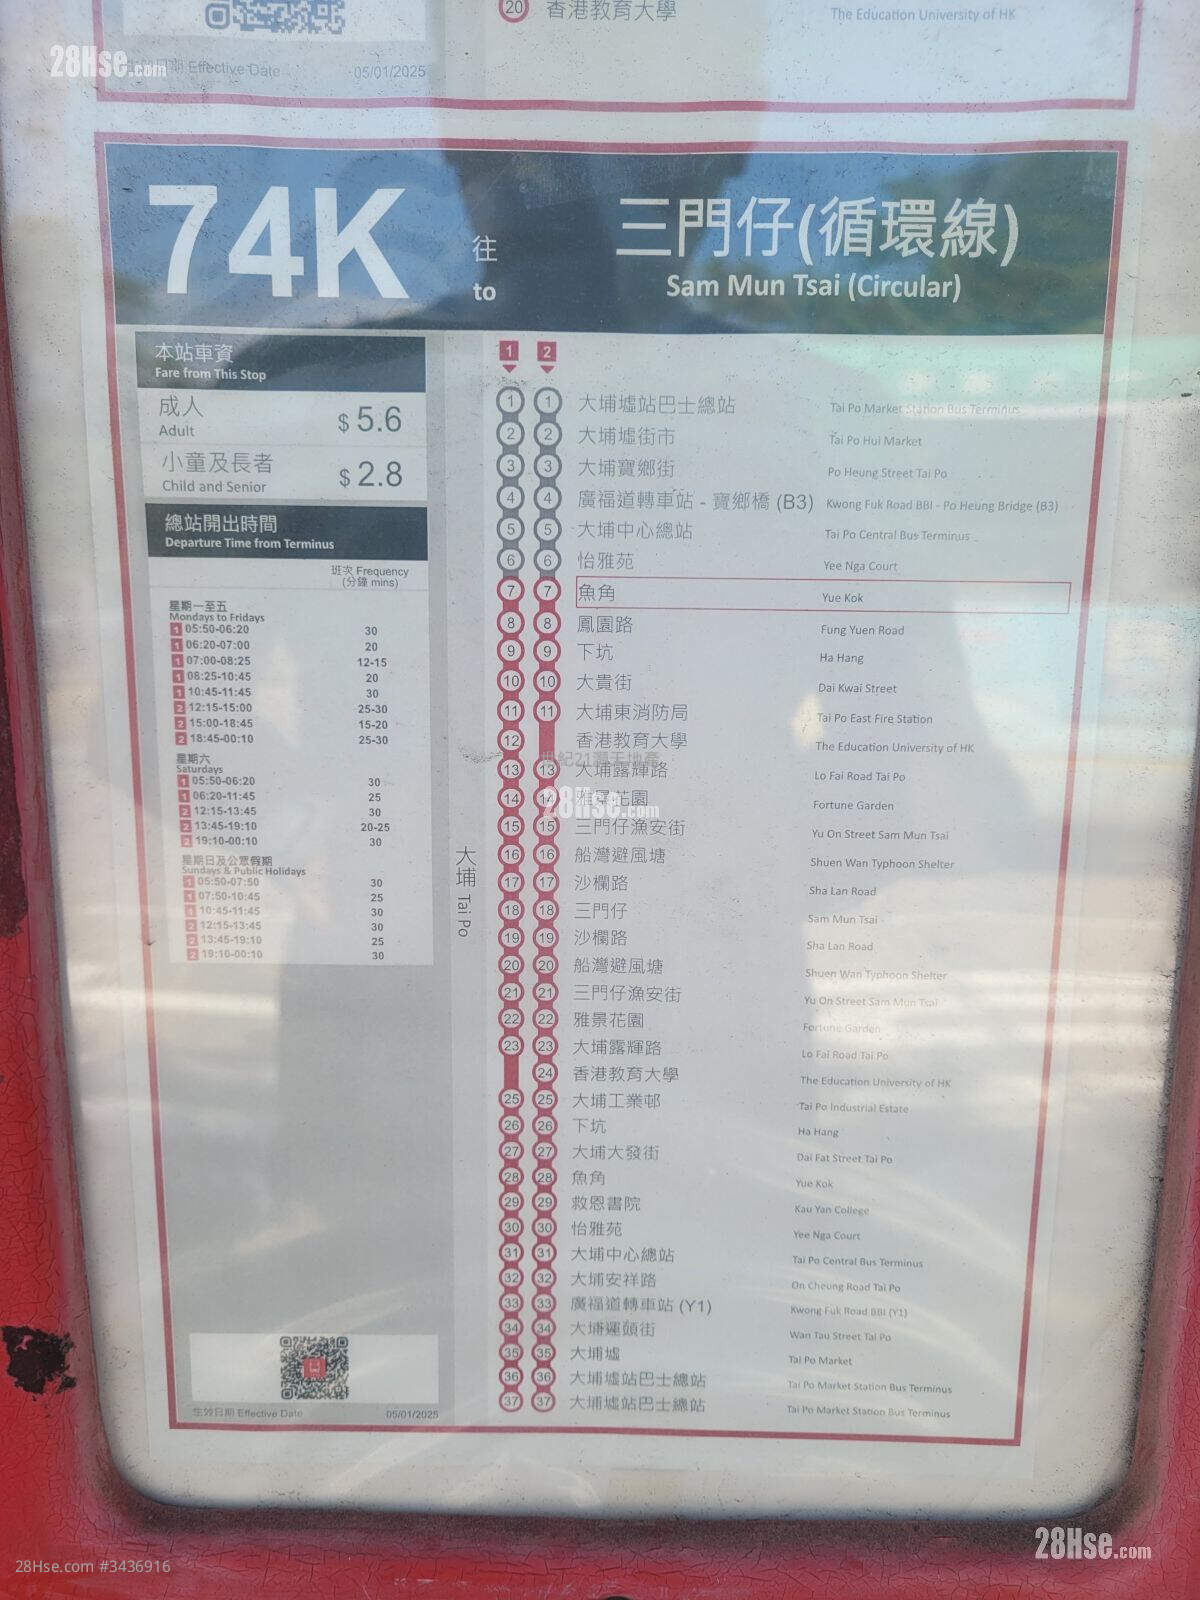 20 香港教育大學 The Education University of HK
28Hse.com
生效日期 Effective Date 05/01/2025
74K 往 to 三門仔(循環線)
Sam Mun Tsai (Circular)
本站車資
Fare from This Stop
成人
Adult $ 5.6
小童及長者
Child and Senior $ 2.8
總站開出時間
Departure Time from Terminus
班次 Frequency
(分鐘 mins)
星期一至五
Mondays to Fridays
1 05:50-06:20 30
1 06:20-07:00 20
1 07:00-08:25 12-15
1 08:25-10:45 20
1 10:45-11:45 30
2 12:15-15:00 25-30
2 15:00-18:45 15-20
2 18:45-00:10 25-30
星期六
Saturdays
1 05:50-06:20 30
1 06:20-11:45 25
2 12:15-13:45 30
2 13:45-19:10 20-25
2 19:10-00:10 30
星期日及公眾假期
Sundays & Public Holidays
1 05:50-07:50 30
1 07:50-10:45 25
1 10:45-11:45 30
2 12:15-13:45 30
2 13:45-19:10 25
2 19:10-00:10 30
大埔 Tai Po
1 2
1 1 大埔墟站巴士總站 Tai Po Market Station Bus Terminus
2 2 大埔墟街市 Tai Po Hui Market
3 3 大埔寶鄉街 Po Heung Street Tai Po
4 4 廣福道轉車站 - 寶鄉橋 (B3) Kwong Fuk Road BBI - Po Heung Bridge (B3)
5 5 大埔中心總站 Tai Po Central Bus Terminus
6 6 怡雅苑 Yee Nga Court
7 7 魚角 Yue Kok
8 8 鳳園路 Fung Yuen Road
9 9 下坑 Ha Hang
10 10 大貴街 Dai Kwai Street
11 11 大埔東消防局 Tai Po East Fire Station
12 香港教育大學 The Education University of HK
13 13 大埔露輝路 Lo Fai Road Tai Po
14 14 雅景花園 Fortune Garden
28Hse.com
15 15 三門仔漁安街 Yu On Street Sam Mun Tsai
16 16 船灣避風塘 Shuen Wan Typhoon Shelter
17 17 沙欄路 Sha Lan Road
18 18 三門仔 Sam Mun Tsai
19 19 沙欄路 Sha Lan Road
20 20 船灣避風塘 Shuen Wan Typhoon Shelter
21 21 三門仔漁安街 Yu On Street Sam Mun Tsai
22 22 雅景花園 Fortune Garden
23 23 大埔露輝路 Lo Fai Road Tai Po
24 香港教育大學 The Education University of HK
25 25 大埔工業邨 Tai Po Industrial Estate
26 26 下坑 Ha Hang
27 27 大埔大發街 Dai Fat Street Tai Po
28 28 魚角 Yue Kok
29 29 救恩書院 Kau Yan College
30 30 怡雅苑 Yee Nga Court
31 31 大埔中心總站 Tai Po Central Bus Terminus
32 32 大埔安祥路 On Cheung Road Tai Po
33 33 廣福道轉車站 (Y1) Kwong Fuk Road BBI (Y1)
34 34 大埔運頭街 Wan Tau Street Tai Po
35 35 大埔墟 Tai Po Market
36 36 大埔墟站巴士總站 Tai Po Market Station Bus Terminus
37 37 大埔墟站巴士總站 Tai Po Market Station Bus Terminus
生效日期 Effective Date 05/01/2025
28Hse.com
28Hse.com #3436916